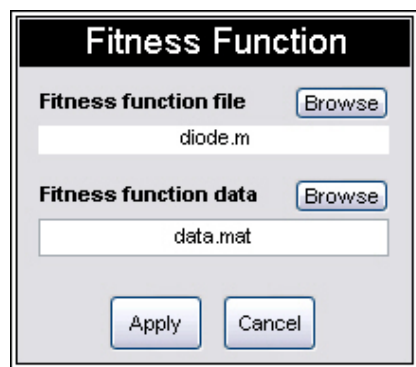 Fitness Function
Fitness function file Browse
diode.m
Fitness function data Browse
data.mat
Apply Cancel